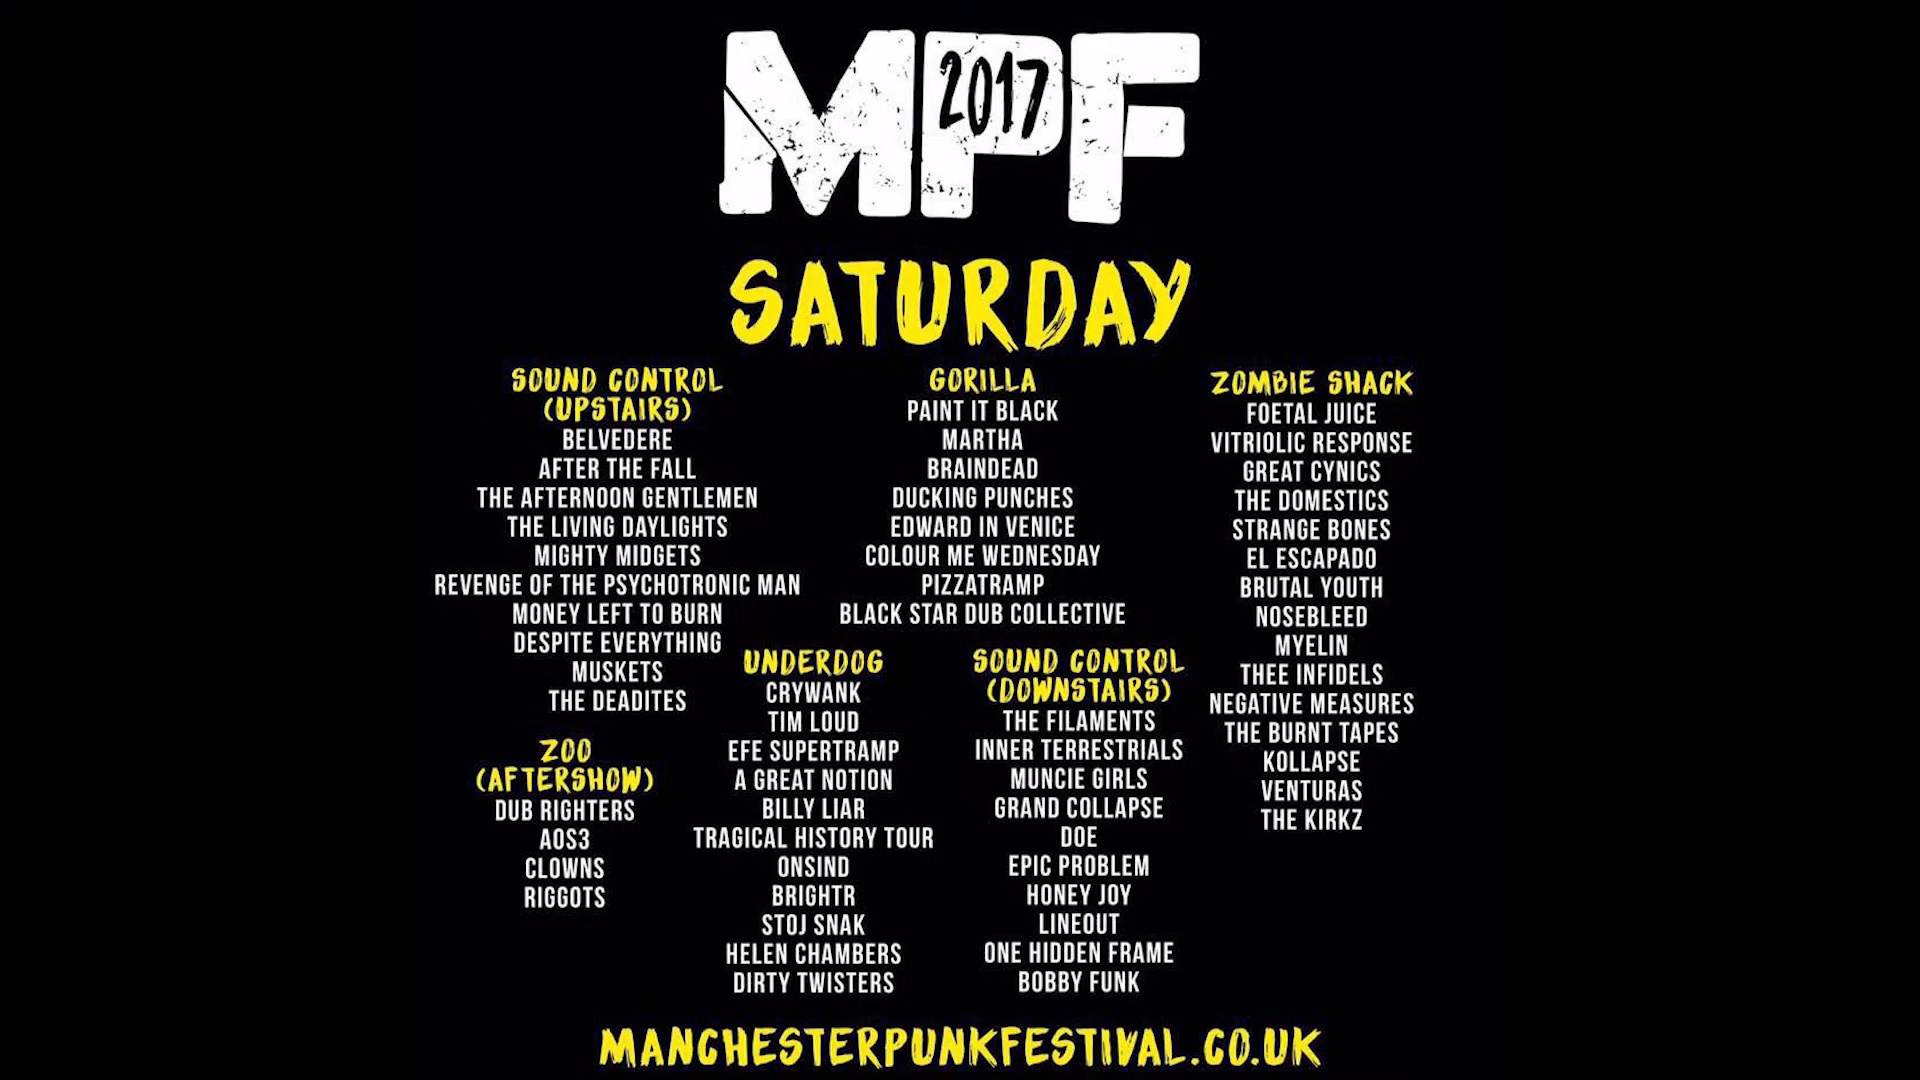 MPF
2017
SATURDAY
SOUND CONTROL
(UPSTAIRS)
BELVEDERE
AFTER THE FALL
THE AFTERNOON GENTLEMEN
THE LIVING DAYLIGHTS
MIGHTY MIDGETS
REVENGE OF THE PSYCHOTRONIC MAN
MONEY LEFT TO BURN
DESPITE EVERYTHING
MUSKETS
THE DEADITES
ZOO
(AFTERSHOW)
DUB RIGHTERS
AOS3
CLOWNS
RIGGOTS
GORILLA
PAINT IT BLACK
MARTHA
BRAINDEAD
DUCKING PUNCHES
EDWARD IN VENICE
COLOUR ME WEDNESDAY
PIZZATRAMP
BLACK STAR DUB COLLECTIVE
UNDERDOG
CRYWANK
TIM LOUD
EFE SUPERTRAMP
A GREAT NOTION
BILLY LIAR
TRAGICAL HISTORY TOUR
ONSIND
BRIGHTR
STOJ SNAK
HELEN CHAMBERS
DIRTY TWISTERS
SOUND CONTROL
(DOWNSTAIRS)
THE FILAMENTS
INNER TERRESTRIALS
MUNCIE GIRLS
GRAND COLLAPSE
DOE
EPIC PROBLEM
HONEY JOY
LINEOUT
ONE HIDDEN FRAME
BOBBY FUNK
ZOMBIE SHACK
FOETAL JUICE
VITRIOLIC RESPONSE
GREAT CYNICS
THE DOMESTICS
STRANGE BONES
EL ESCAPADO
BRUTAL YOUTH
NOSEBLEED
MYELIN
THEE INFIDELS
NEGATIVE MEASURES
THE BURNT TAPES
KOLLAPSE
VENTURAS
THE KIRKZ
MANCHESTERPUNKFESTIVAL.CO.UK